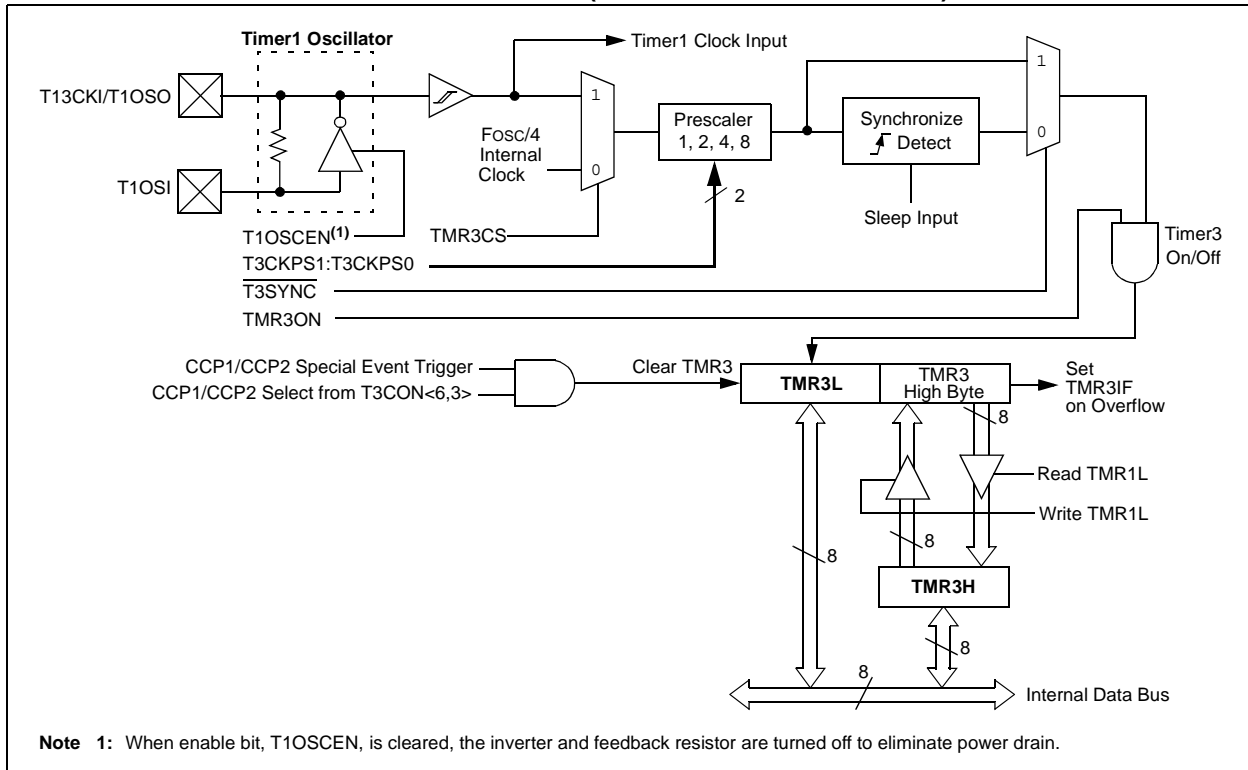 Timer1 Oscillator
Timer1 Clock Input
T13CKI/T1OSO
T1OSI
1
0
FOSC/4
Internal
Clock
Prescaler
1, 2, 4, 8
2
Synchronize
Detect
Sleep Input
1
0
T1OSCEN(1)
TMR3CS
T3CKPS1:T3CKPS0
T3SYNC
TMR3ON
Timer3
On/Off
CCP1/CCP2 Special Event Trigger
CCP1/CCP2 Select from T3CON<6,3>
Clear TMR3
TMR3L
TMR3
High Byte
Set
TMR3IF
on Overflow
8
Read TMR1L
Write TMR1L
8
8
TMR3H
8
8
Internal Data Bus
Note 1: When enable bit, T1OSCEN, is cleared, the inverter and feedback resistor are turned off to eliminate power drain.